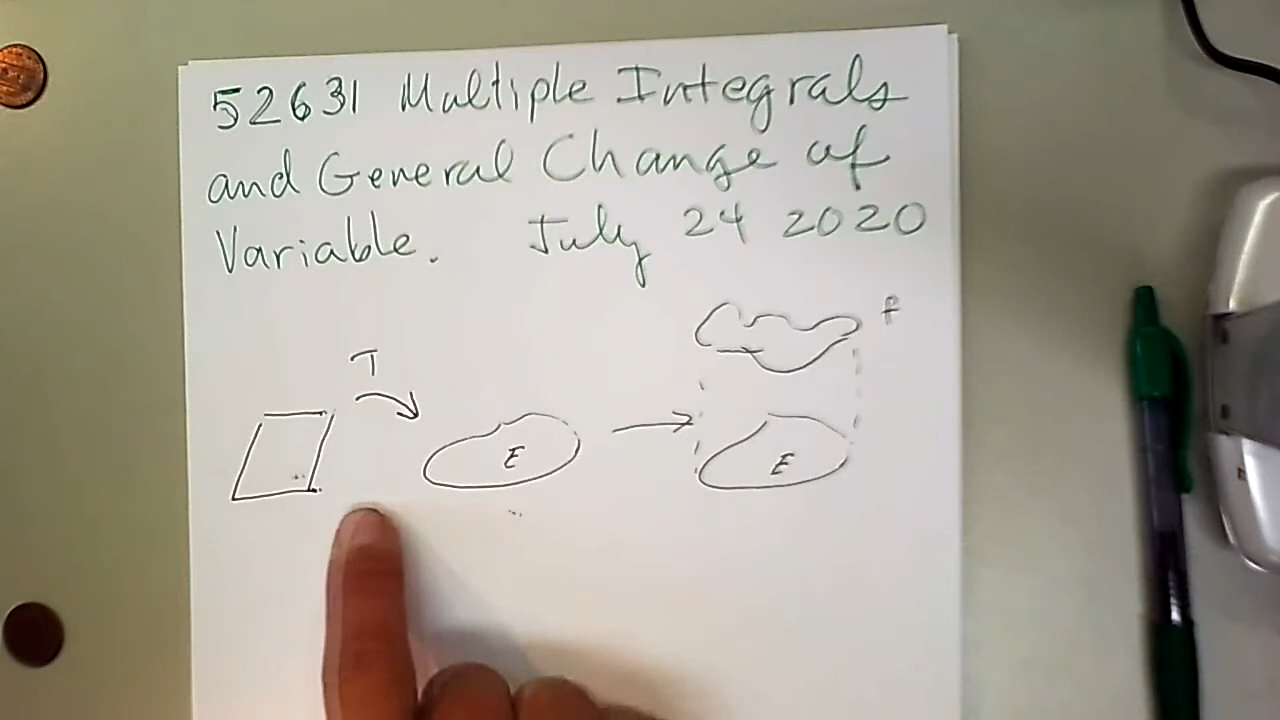 52631 Multiple Integrals
and General Change of
Variable. July 24 2020
f
T
E
E